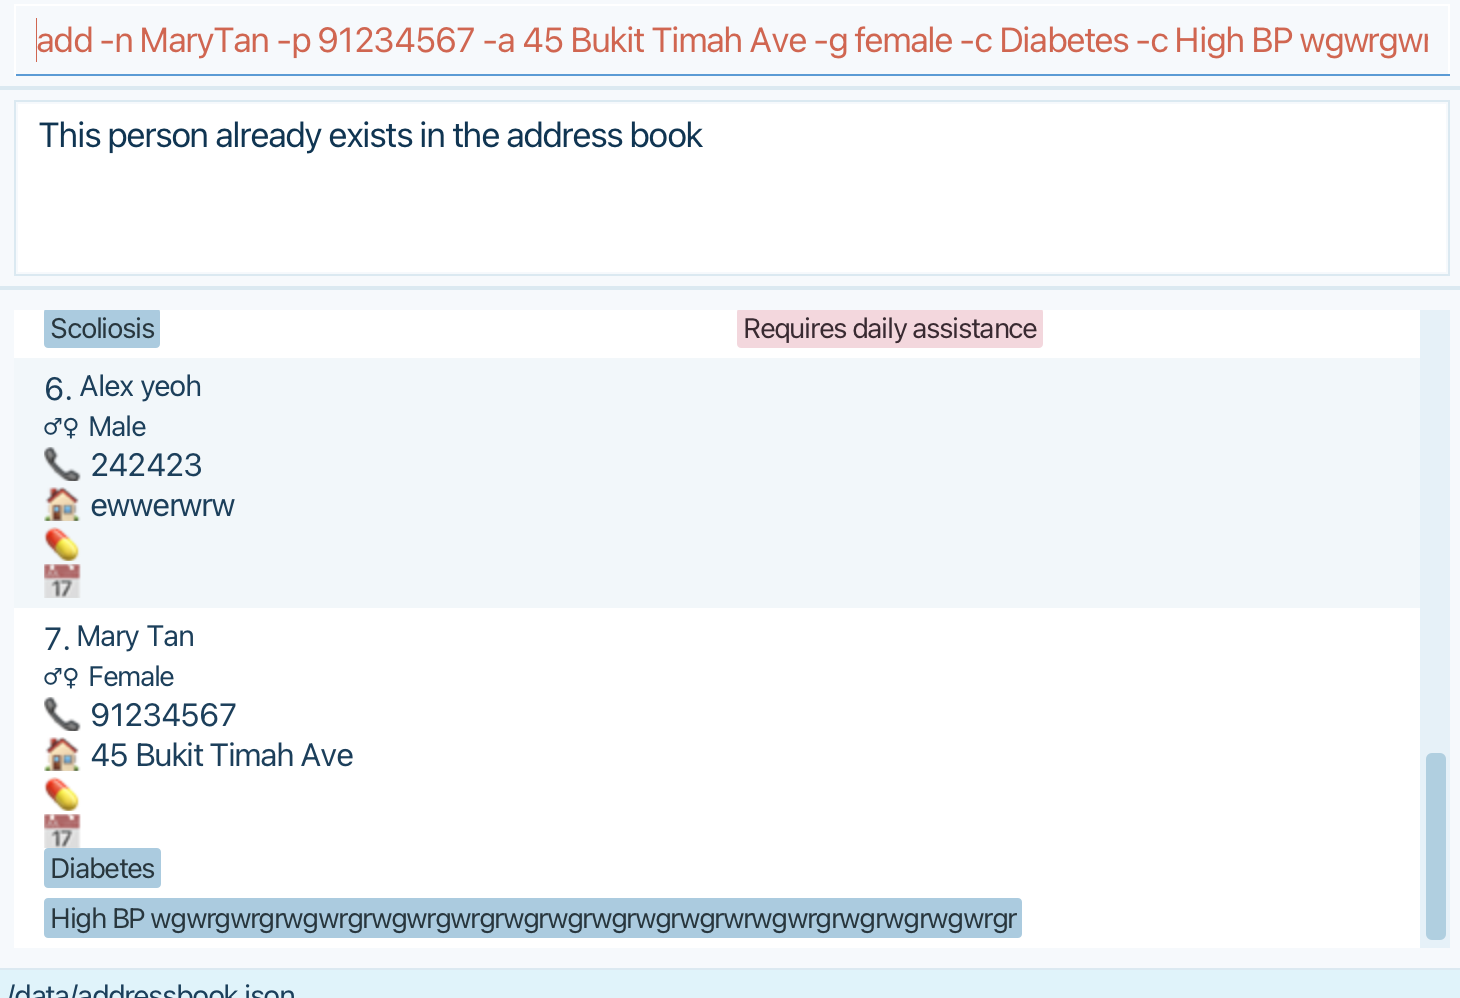 add -n MaryTan -p 91234567 -a 45 Bukit Timah Ave -g female -c Diabetes -c High BP
This person already exists in the address book
Scoliosis
Requires daily assistance
6. Alex yeoh
♂♀ Male
242423
ewwerwrw
17
7. Mary Tan
♂♀ Female
91234567
45 Bukit Timah Ave
17
Diabetes
High BP wgwrgwrgrwgwrgrwgwrgwrgrwgrwgrwgrwgrwgrwrwgwrgrwgrwgrwgwrgr
/data/addressbook.json